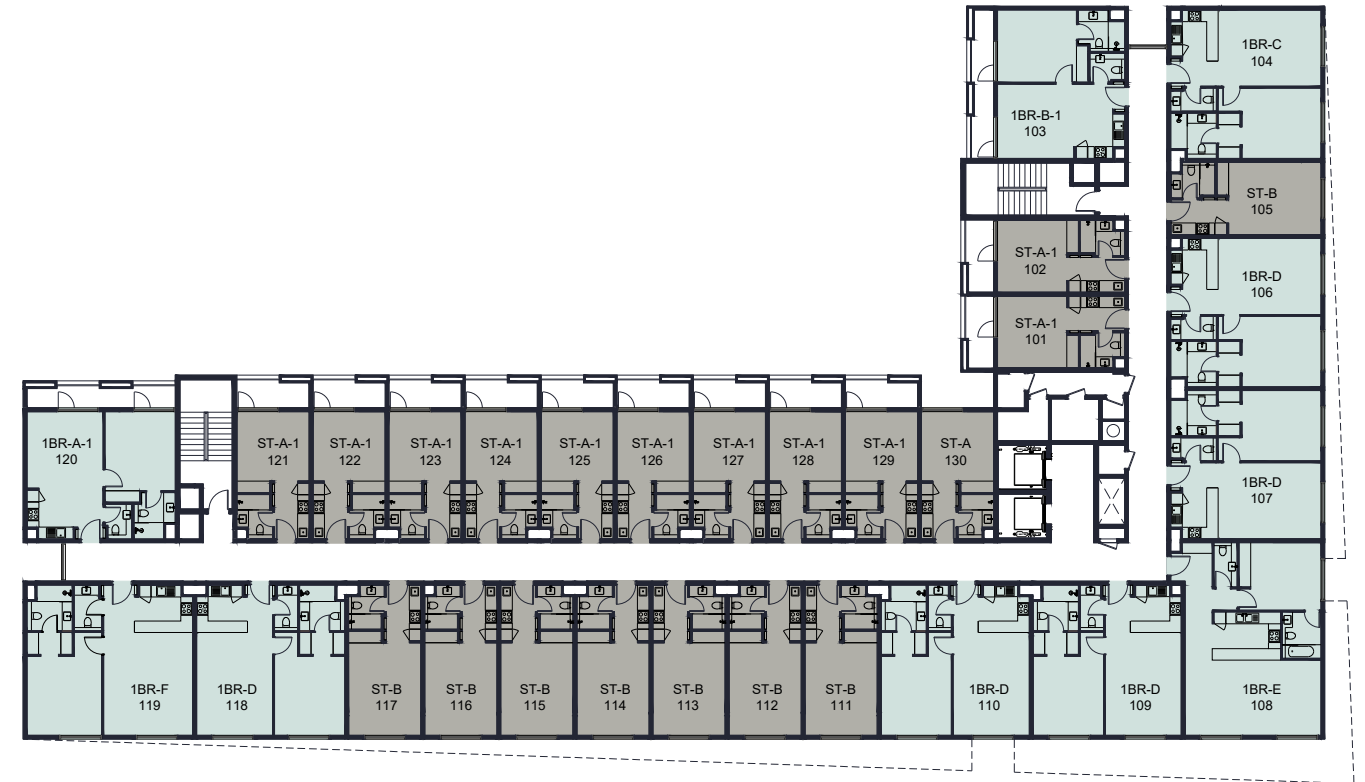 1BR-C
104
1BR-B-1
103
ST-B
105
ST-A-1
102
1BR-D
106
ST-A-1
101
1BR-A-1
120
ST-A-1
121
ST-A-1
122
ST-A-1
123
ST-A-1
124
ST-A-1
125
ST-A-1
126
ST-A-1
127
ST-A-1
128
ST-A-1
129
ST-A
130
1BR-D
107
1BR-F
119
1BR-D
118
ST-B
117
ST-B
116
ST-B
115
ST-B
114
ST-B
113
ST-B
112
ST-B
111
1BR-D
110
1BR-D
109
1BR-E
108